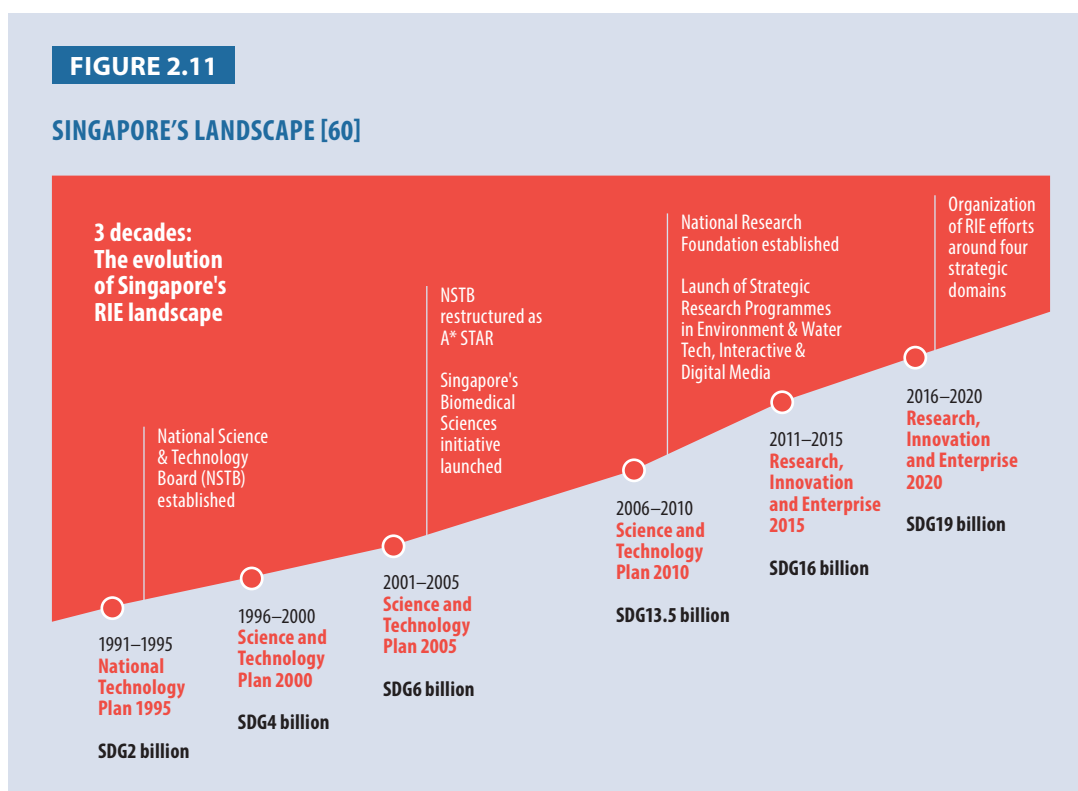 FIGURE 2.11
SINGAPORE'S LANDSCAPE [60]
3 decades:
The evolution
of Singapore's
RIE landscape
National Science
& Technology
Board (NSTB)
established
NSTB
restructured as
A* STAR
Singapore's
Biomedical
Sciences
initiative
launched
National Research
Foundation established
Launch of Strategic
Research Programmes
in Environment & Water
Tech, Interactive &
Digital Media
Organization
of RIE efforts
around four
strategic
domains
1991–1995
National
Technology
Plan 1995
SDG2 billion
1996–2000
Science and
Technology
Plan 2000
SDG4 billion
2001–2005
Science and
Technology
Plan 2005
SDG6 billion
2006–2010
Science and
Technology
Plan 2010
SDG13.5 billion
2011–2015
Research,
Innovation
and Enterprise
2015
SDG16 billion
2016–2020
Research,
Innovation
and Enterprise
2020
SDG19 billion